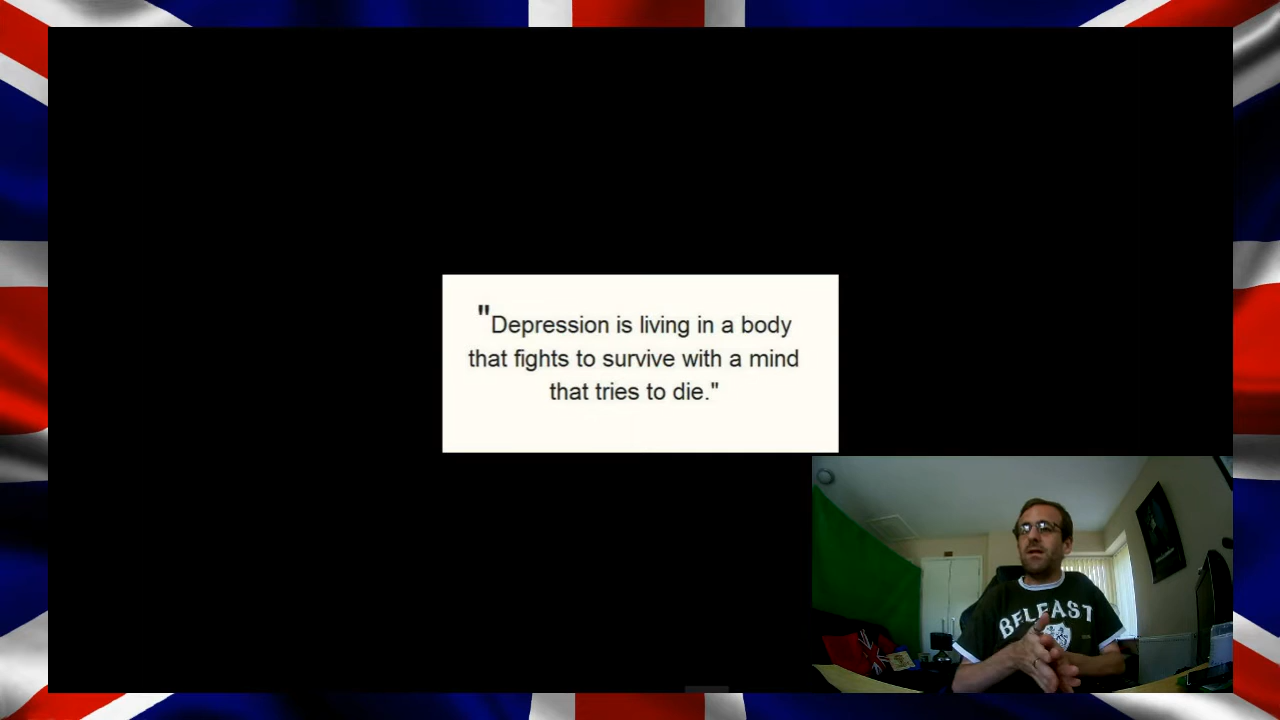 "Depression is living in a body
that fights to survive with a mind
that tries to die."
BELFAST